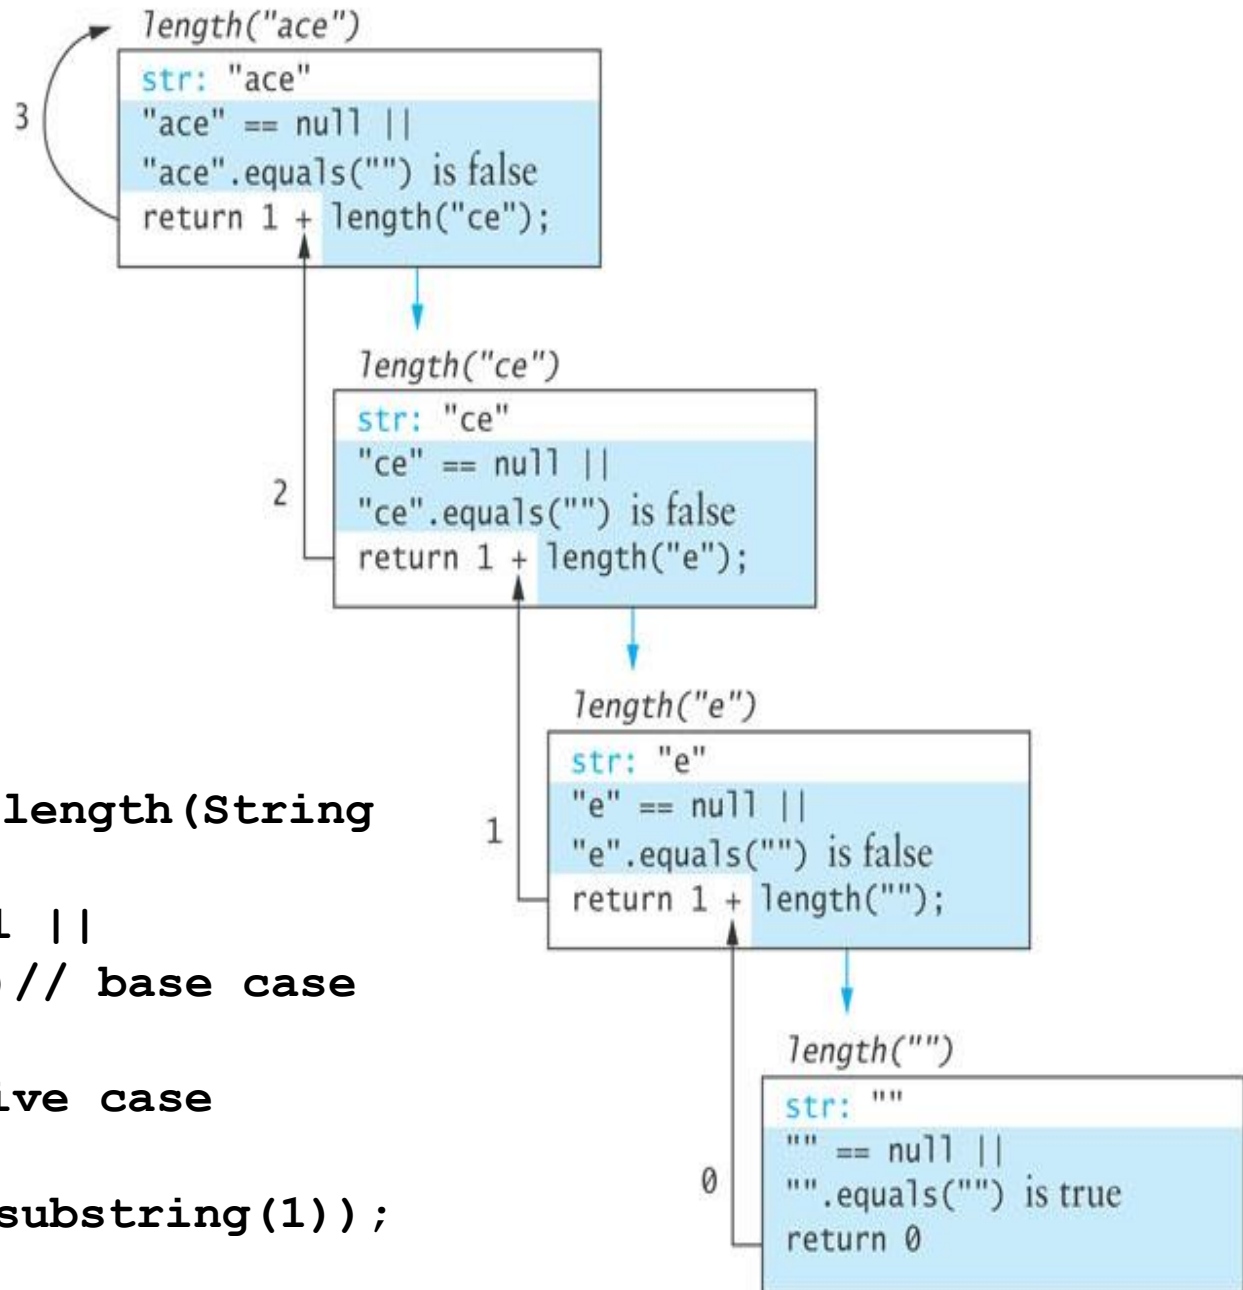 length("ace")
str: "ace"
3
"ace" == null ||
"ace".equals("") is false
return 1 + length("ce");
length("ce")
str: "ce"
"ce" == null ||
2
"ce".equals("") is false
return 1 + length("e");
length("e")
str: "e"
"e" == null ||
1
"e".equals("") is false
return 1 + length("");
length("")
str: ""
"" == null ||
0
"".equals("") is true
return 0
length(String
||
// base case
case
substring(1));